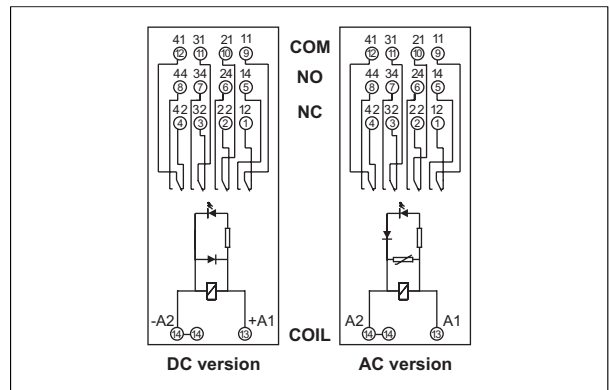 41 31 21 11 COM 41 31 21 11
12 11 10 9 12 11 10 9
44 34 24 14 NO 44 34 24 14
8 7 6 5 8 7 6 5
42 32 22 12 NC 42 32 22 12
4 3 2 1 4 3 2 1
-A2 +A1 A2 A1
14 14 13 COIL 14 14 13
DC version AC version